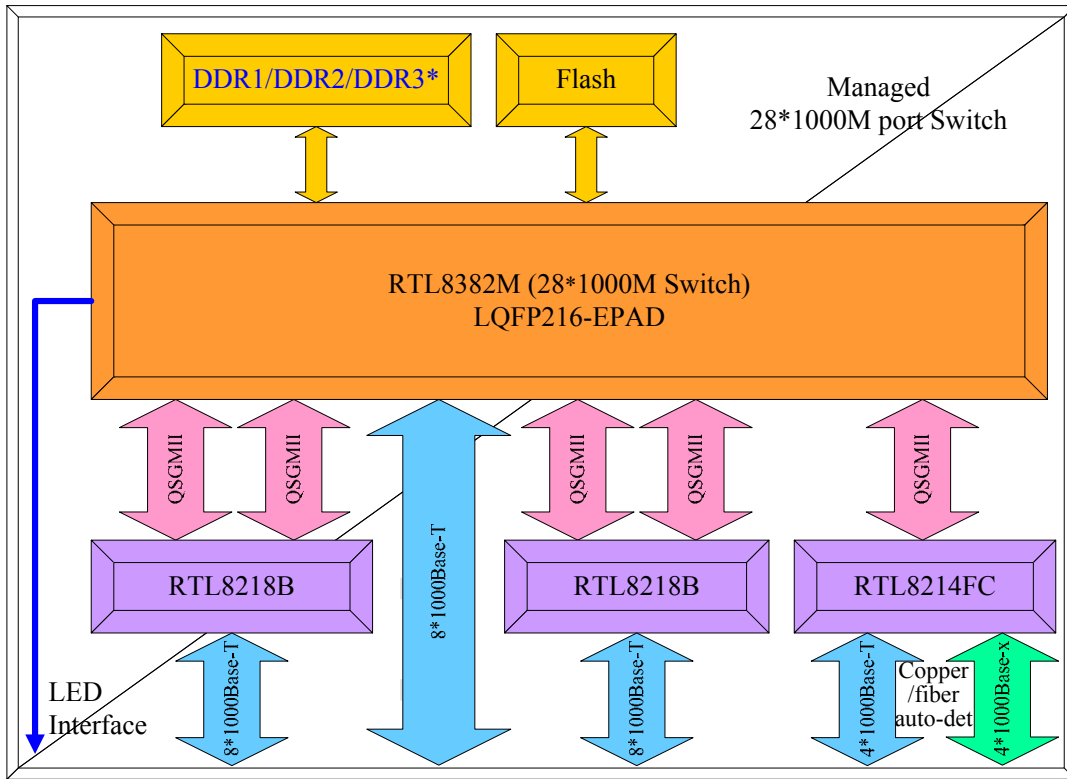 DDR1/DDR2/DDR3*
Flash
Managed
28*1000M port Switch
RTL8382M (28*1000M Switch)
LQFP216-EPAD
QSGMII
QSGMII
QSGMII
QSGMII
QSGMII
8*1000Base-T
RTL8218B
RTL8218B
RTL8214FC
LED
Interface
8*1000Base-T
8*1000Base-T
4*1000Base-T
Copper
/fiber
auto-det
4*1000Base-x